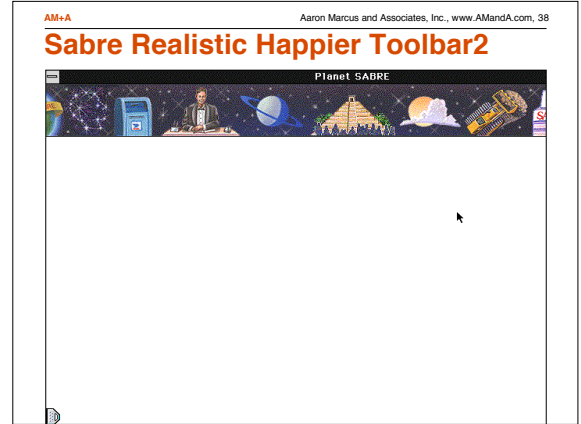 AM+A
Aaron Marcus and Associates, Inc., www.AMandA.com, 38
Sabre Realistic Happier Toolbar2
Planet SABRE